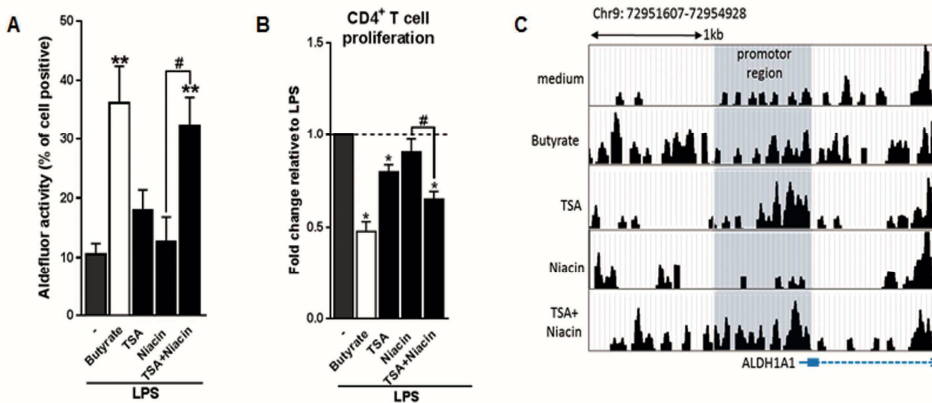 A
Aldefluor activity (% of cell positive)
50
40
30
20
10
0
**
#
**
-
Butyrate
TSA
Niacin
TSA+Niacin
LPS
B
CD4+ T cell
proliferation
Fold change relative to LPS
1.5
1.0
0.5
0.0
*
*
#
*
-
Butyrate
TSA
Niacin
TSA+Niacin
LPS
C
Chr9: 72951607-72954928
1kb
promotor
region
medium
Butyrate
TSA
Niacin
TSA+
Niacin
ALDH1A1